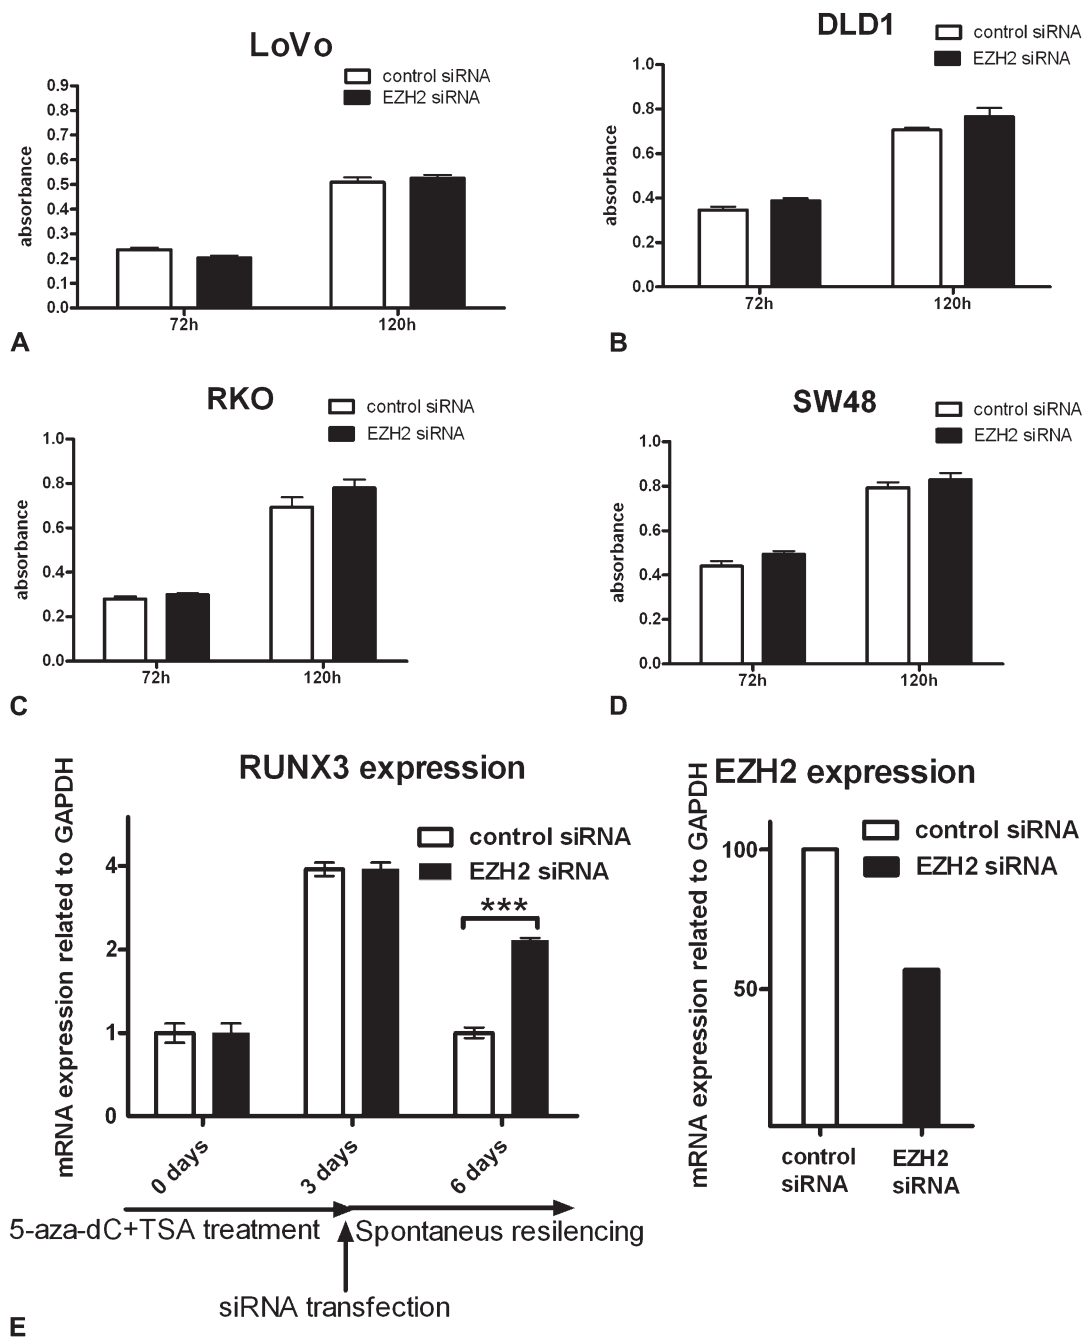 LoVo
control siRNA
EZH2 siRNA
absorbance
0.9
0.8
0.7
0.6
0.5
0.4
0.3
0.2
0.1
0.0
72h
120h
A
DLD1
control siRNA
EZH2 siRNA
absorbance
1.0
0.8
0.6
0.4
0.2
0.0
72h
120h
B
RKO
control siRNA
EZH2 siRNA
absorbance
1.0
0.8
0.6
0.4
0.2
0.0
72h
120h
C
SW48
control siRNA
EZH2 siRNA
absorbance
1.0
0.8
0.6
0.4
0.2
0.0
72h
120h
D
RUNX3 expression
mRNA expression related to GAPDH
control siRNA
EZH2 siRNA
***
4
2
1
0
0 days
3 days
6 days
5-aza-dC+TSA treatment
Spontaneus resilencing
siRNA transfection
EZH2 expression
mRNA expression related to GAPDH
control siRNA
EZH2 siRNA
100
50
control
siRNA
EZH2
siRNA
E